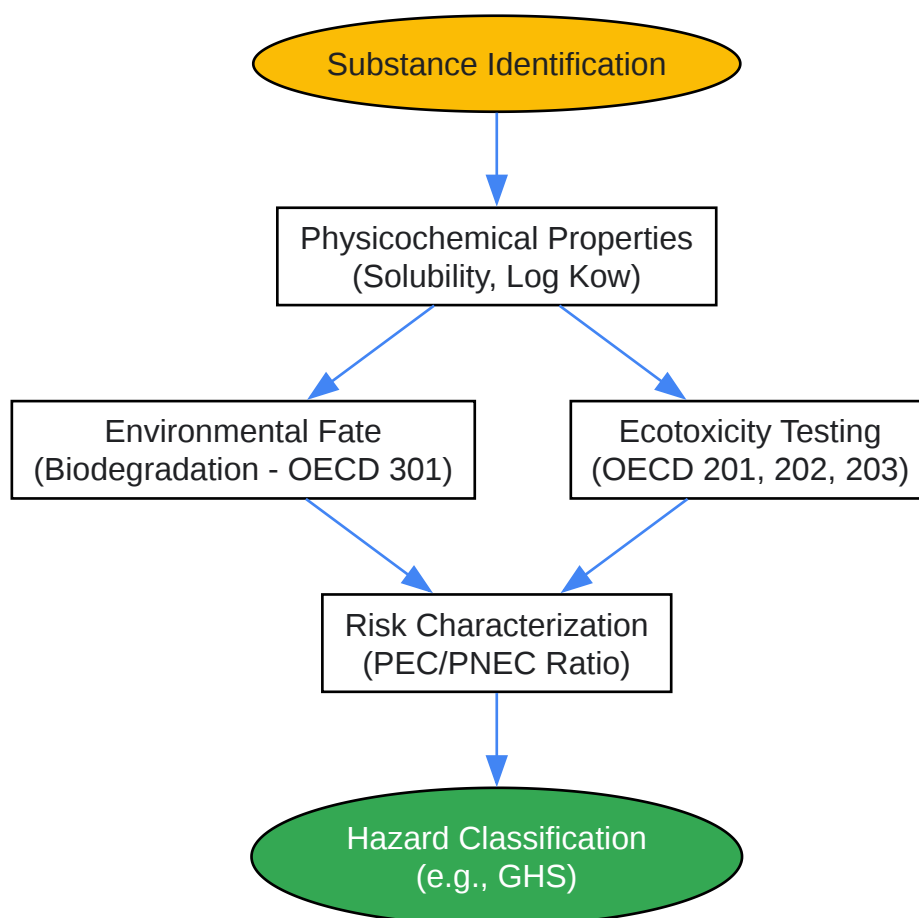 Substance Identification
Physicochemical Properties
(Solubility, Log Kow)
Environmental Fate
(Biodegradation - OECD 301)
Ecotoxicity Testing
(OECD 201, 202, 203)
Risk Characterization
(PEC/PNEC Ratio)
Hazard Classification
(e.g., GHS)